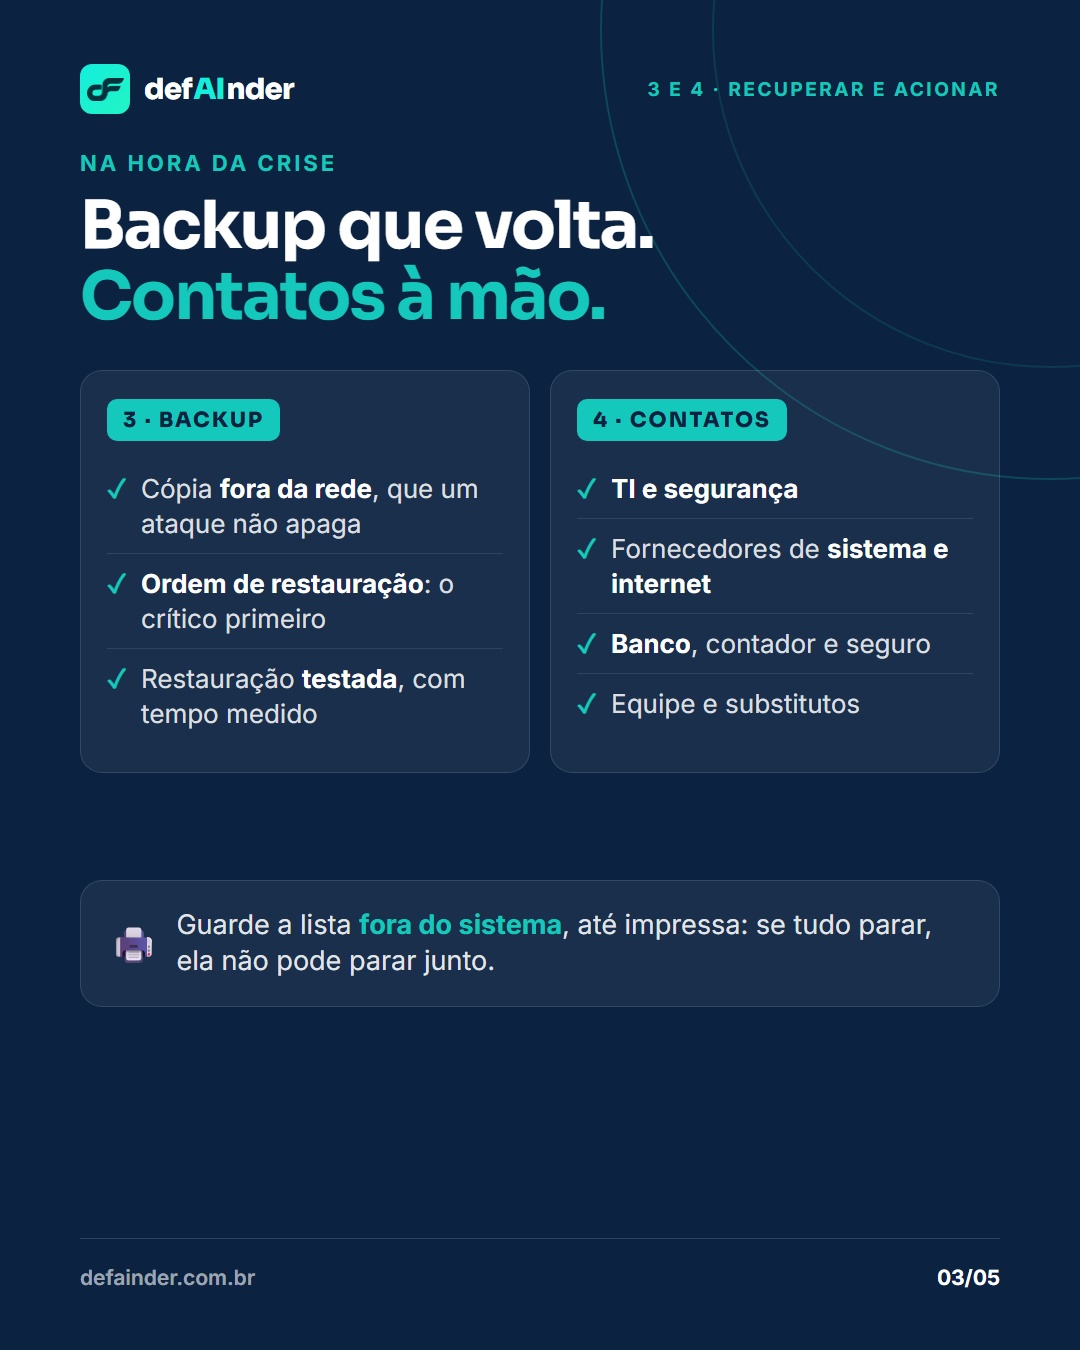 defAInder
3 E 4 · RECUPERAR E ACIONAR
NA HORA DA CRISE
Backup que volta.
Contatos à mão.
3 · BACKUP
✓ Cópia fora da rede, que um
ataque não apaga
✓ Ordem de restauração: o
crítico primeiro
✓ Restauração testada, com
tempo medido
4 · CONTATOS
✓ TI e segurança
✓ Fornecedores de sistema e
internet
✓ Banco, contador e seguro
✓ Equipe e substitutos
Guarde a lista fora do sistema, até impressa: se tudo parar,
ela não pode parar junto.
defainder.com.br
03/05